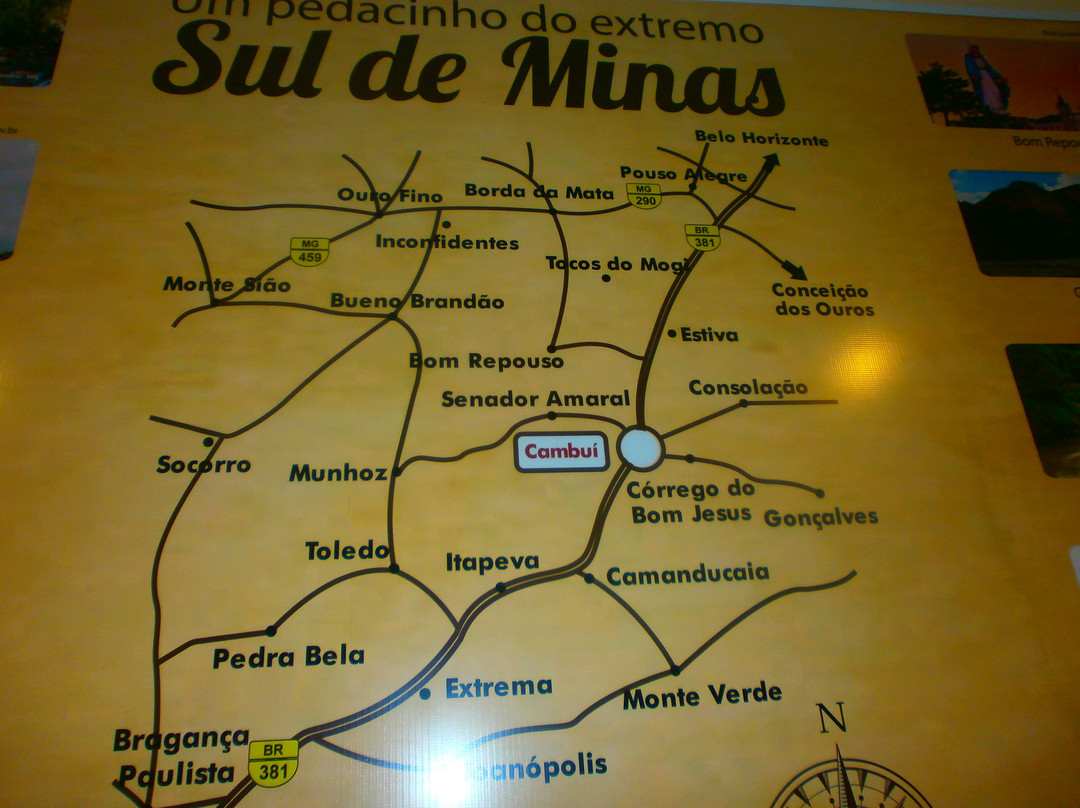 Um pedacinho do extremo
Sul de Minas
Belo Horizonte
Pouso Alegre
Ouro Fino
Borda da Mata
MG
290
Inconfidentes
BR
381
MG
459
Tocos do Mogi
Monte Sião
Bueno Brandão
Conceição
dos Ouros
Estiva
Bom Repouso
Consolação
Senador Amaral
Cambuí
Socorro
Munhoz
Córrego do
Bom Jesus
Gonçalves
Toledo
Itapeva
Camanducaia
Pedra Bela
Extrema
Monte Verde
N
Bragança
Paulista
BR
381
Bom Repo